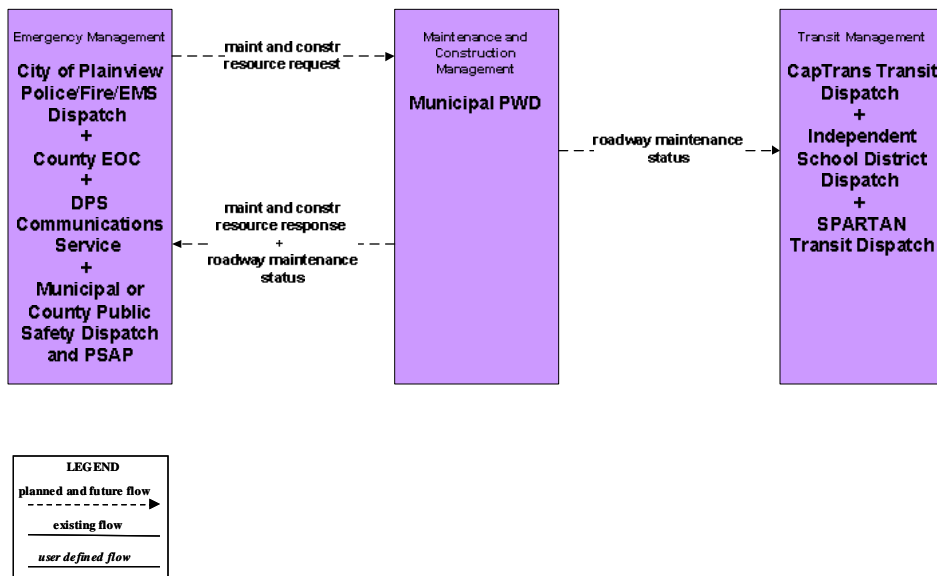 Emergency Management
City of Plainview
Police/Fire/EMS
Dispatch
+
County EOC
+
DPS
Communications
Service
+
Municipal or
County Public
Safety Dispatch
and PSAP
maint and constr
resource request
maint and constr
resource response
+
roadway maintenance
status
Maintenance and
Construction
Management
Municipal PWD
roadway maintenance
status
Transit Management
CapTrans Transit
Dispatch
+
Independent
School District
Dispatch
+
SPARTAN
Transit Dispatch
LEGEND
planned and future flow
existing flow
user defined flow